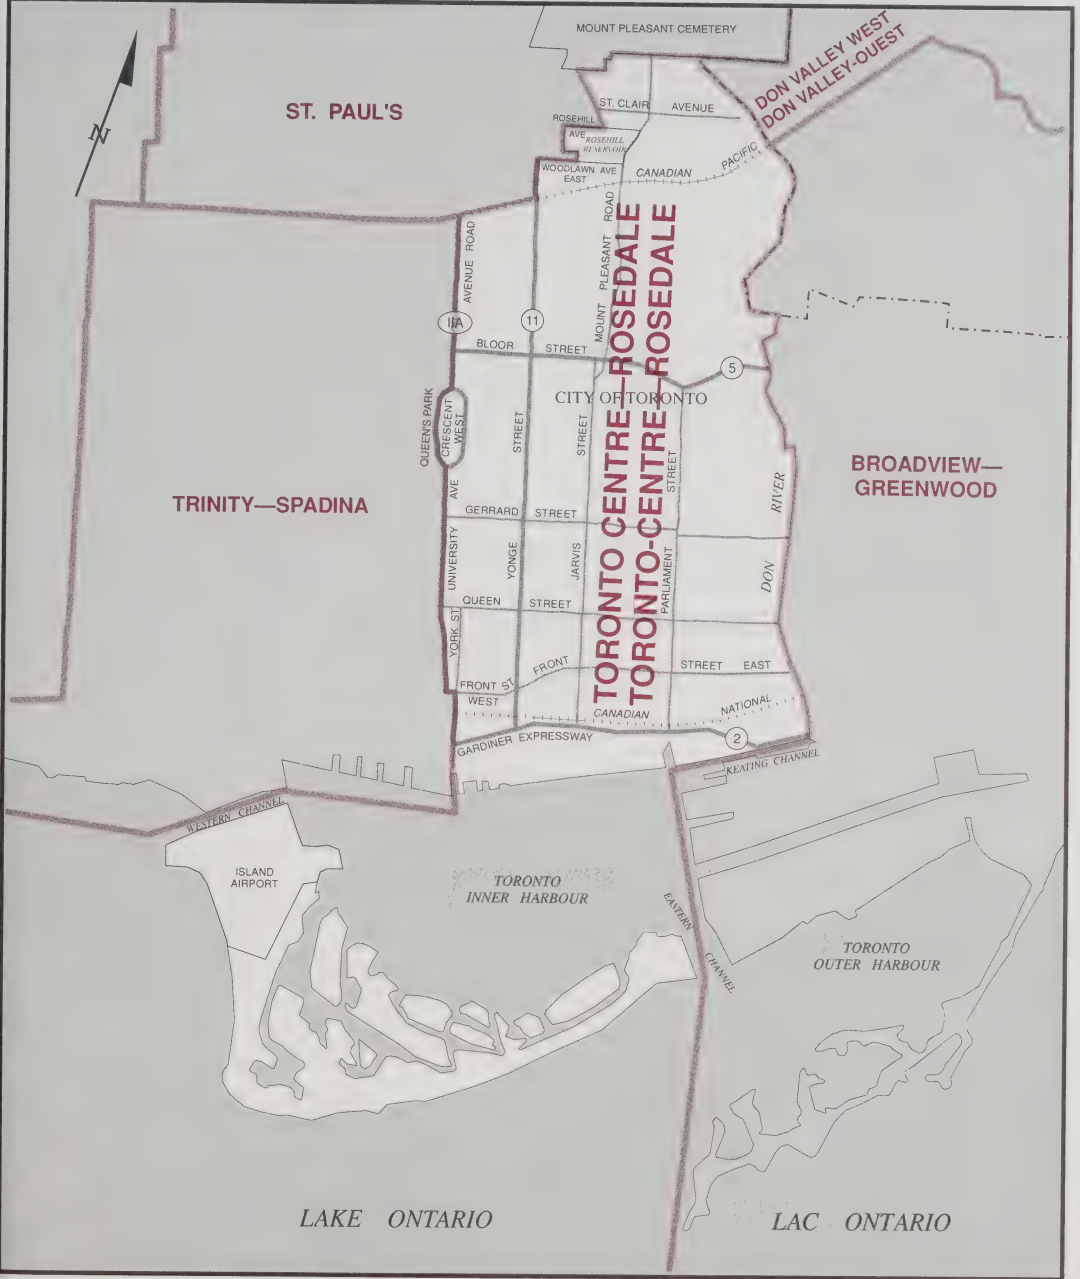 MOUNT PLEASANT CEMETERY
DON VALLEY WEST
DON VALLEY-OUEST
ST. PAUL'S
N
ST. CLAIR AVENUE
ROSEHILL
AVE
ROSEHILL
RESERVOIR
WOODLAWN AVE
EAST
CANADIAN PACIFIC
AVENUE ROAD
MOUNT PLEASANT ROAD
TORONTO CENTRE—ROSEDALE
TORONTO-CENTRE—ROSEDALE
11A
11
BLOOR STREET
5
CITY OF TORONTO
QUEEN'S PARK
CRESCENT
WEST
YONGE STREET
JARVIS STREET
PARLIAMENT STREET
DON RIVER
BROADVIEW—
GREENWOOD
TRINITY—SPADINA
UNIVERSITY AVE
GERRARD STREET
QUEEN STREET
YORK ST
FRONT ST
WEST
FRONT STREET EAST
CANADIAN NATIONAL
GARDINER EXPRESSWAY
2
KEATING CHANNEL
WESTERN CHANNEL
ISLAND
AIRPORT
TORONTO
INNER HARBOUR
EASTERN CHANNEL
TORONTO
OUTER HARBOUR
LAKE ONTARIO
LAC ONTARIO